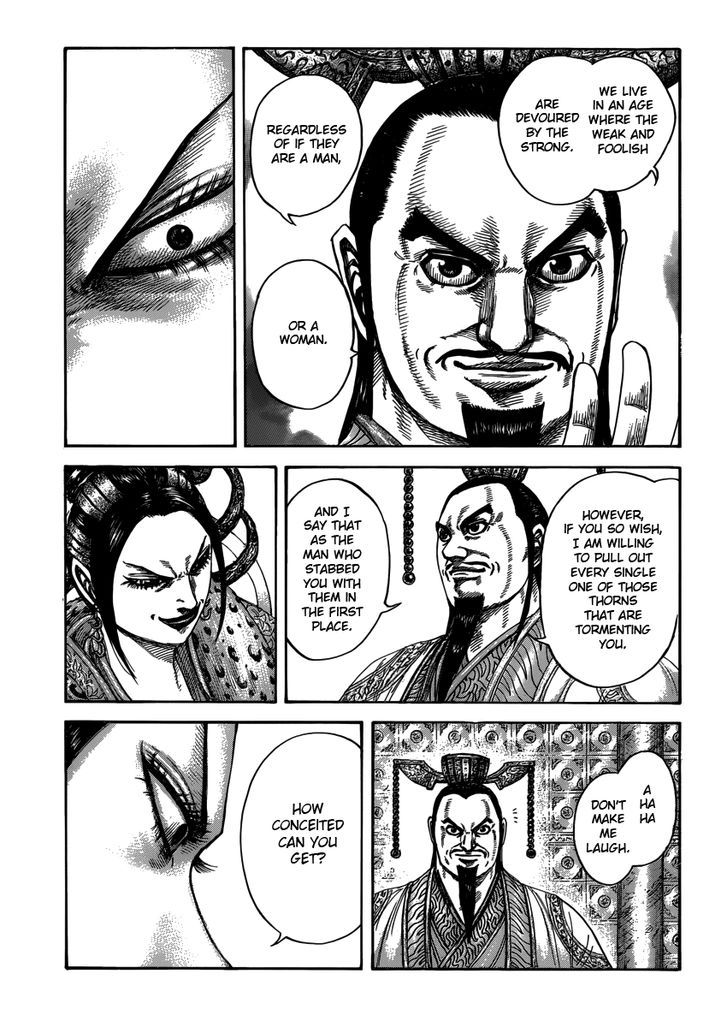 WE LIVE
IN AN AGE
WHERE THE
WEAK AND
FOOLISH
ARE
DEVOURED
BY THE
STRONG.
REGARDLESS
OF IF THEY
ARE A MAN,
OR A
WOMAN.
HOWEVER,
IF YOU SO WISH,
I AM WILLING
TO PULL OUT
EVERY SINGLE
ONE OF THOSE
THORNS
THAT ARE
TORMENTING
YOU.
AND I
SAY THAT
AS THE
MAN WHO
STABBED
YOU WITH
THEM IN
THE FIRST
PLACE.
A
HA
HA
DON'T
MAKE
ME
LAUGH.
HOW
CONCEITED
CAN YOU
GET?